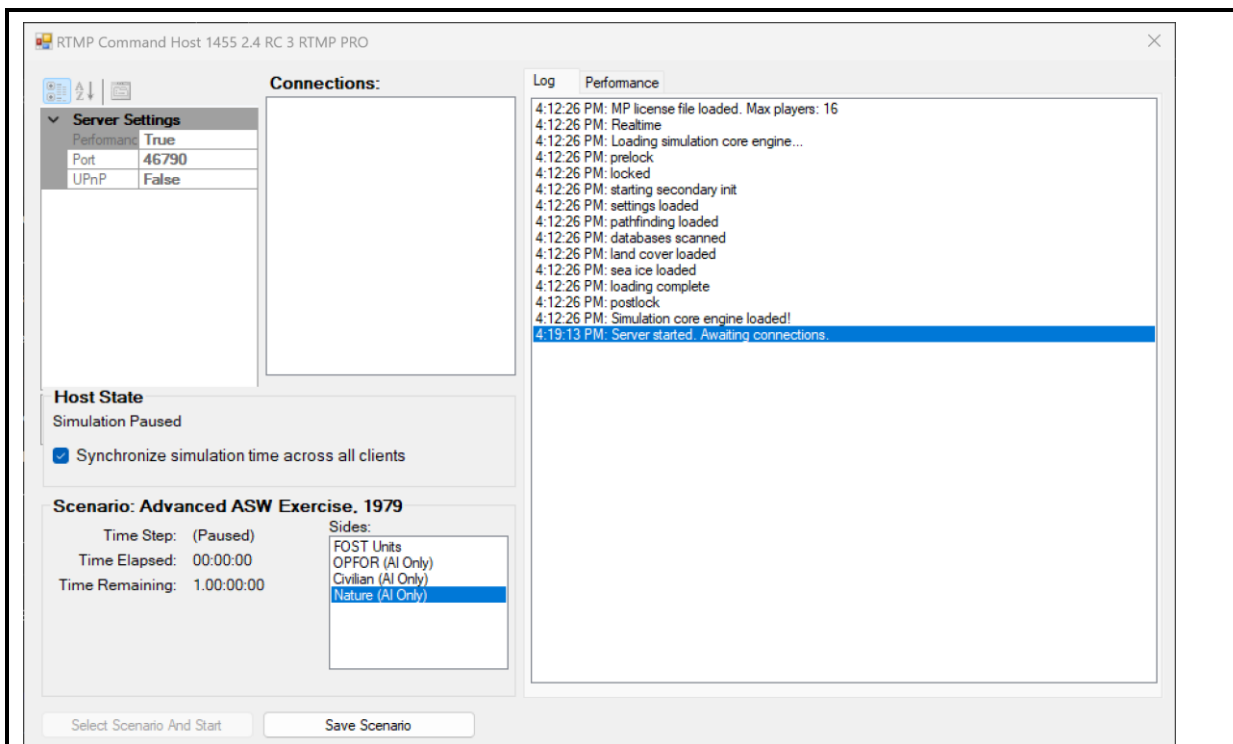 RTMP Command Host 1455 2.4 RC 3 RTMP PRO
Connections:
Server Settings
Performanc True
Port 46790
UPnP False
Host State
Simulation Paused
Synchronize simulation time across all clients
Scenario: Advanced ASW Exercise, 1979
Time Step: (Paused)
Time Elapsed: 00:00:00
Time Remaining: 1.00:00:00
Sides:
FOST Units
OPFOR (AI Only)
Civilian (AI Only)
Nature (AI Only)
Select Scenario And Start
Save Scenario
Log Performance
4:12:26 PM: MP license file loaded. Max players: 16
4:12:26 PM: Realtime
4:12:26 PM: Loading simulation core engine...
4:12:26 PM: prelock
4:12:26 PM: locked
4:12:26 PM: starting secondary init
4:12:26 PM: settings loaded
4:12:26 PM: pathfinding loaded
4:12:26 PM: databases scanned
4:12:26 PM: land cover loaded
4:12:26 PM: sea ice loaded
4:12:26 PM: loading complete
4:12:26 PM: postlock
4:12:26 PM: Simulation core engine loaded!
4:19:13 PM: Server started. Awaiting connections.